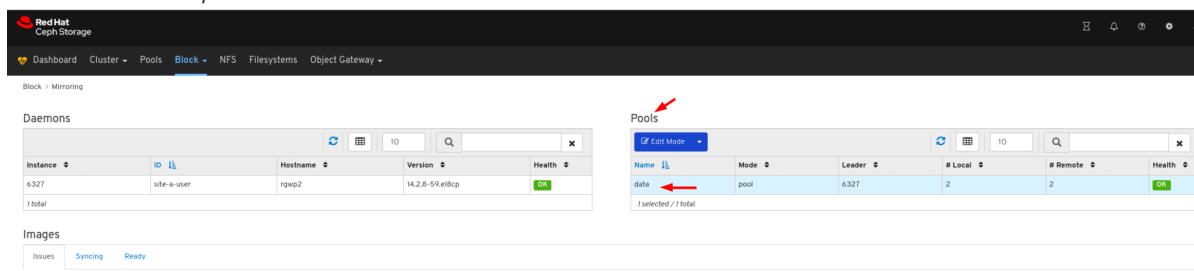 Red Hat
Ceph Storage
Dashboard Cluster Pools Block NFS Filesystems Object Gateway
Block > Mirroring
Daemons
10
Instance ID Hostname Version Health
6327 site-a-user rgwp2 14.2.8-59.el8cp OK
1 total
Pools
Edit Mode 10
Name Mode Leader # Local # Remote Health
data pool 6327 2 2 OK
1 selected / 1 total
Images
Issues Syncing Ready